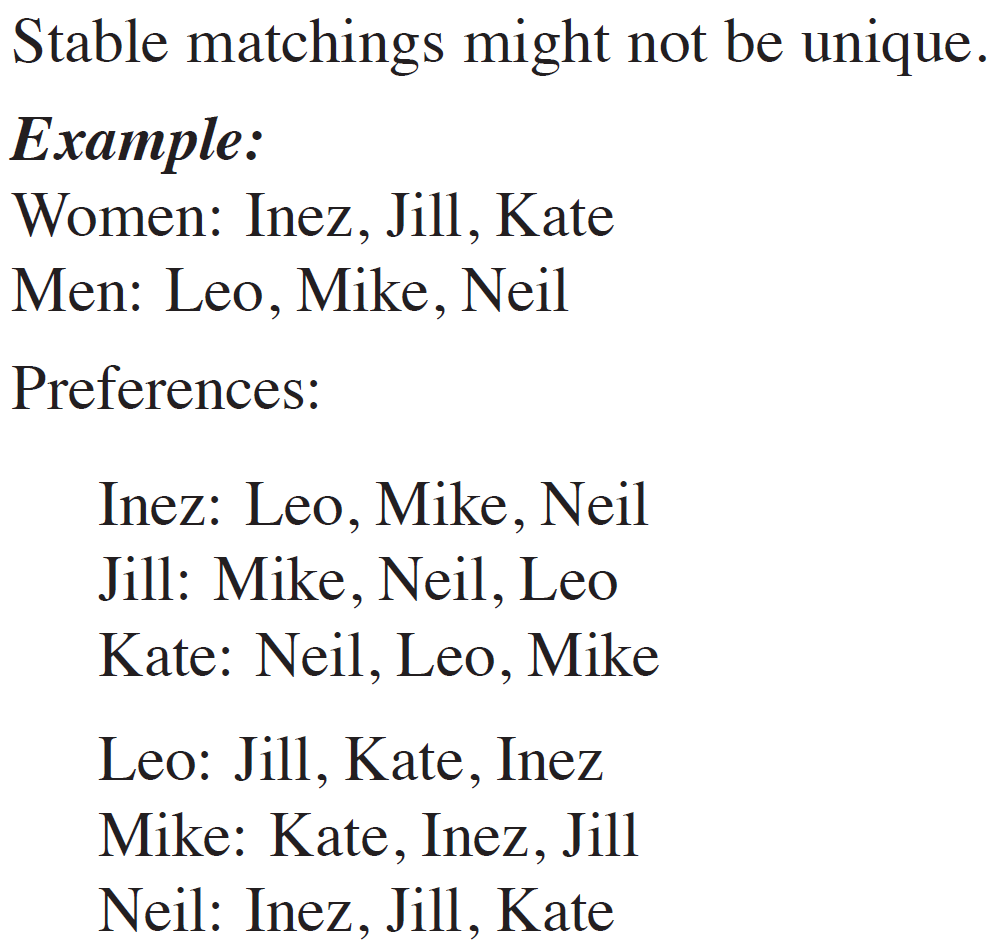 Stable matchings might not be unique.
Example:
Women: Inez, Jill, Kate
Men: Leo, Mike, Neil
Preferences:
Inez: Leo, Mike, Neil
Jill: Mike, Neil, Leo
Kate: Neil, Leo, Mike
Leo: Jill, Kate, Inez
Mike: Kate, Inez, Jill
Neil: Inez, Jill, Kate